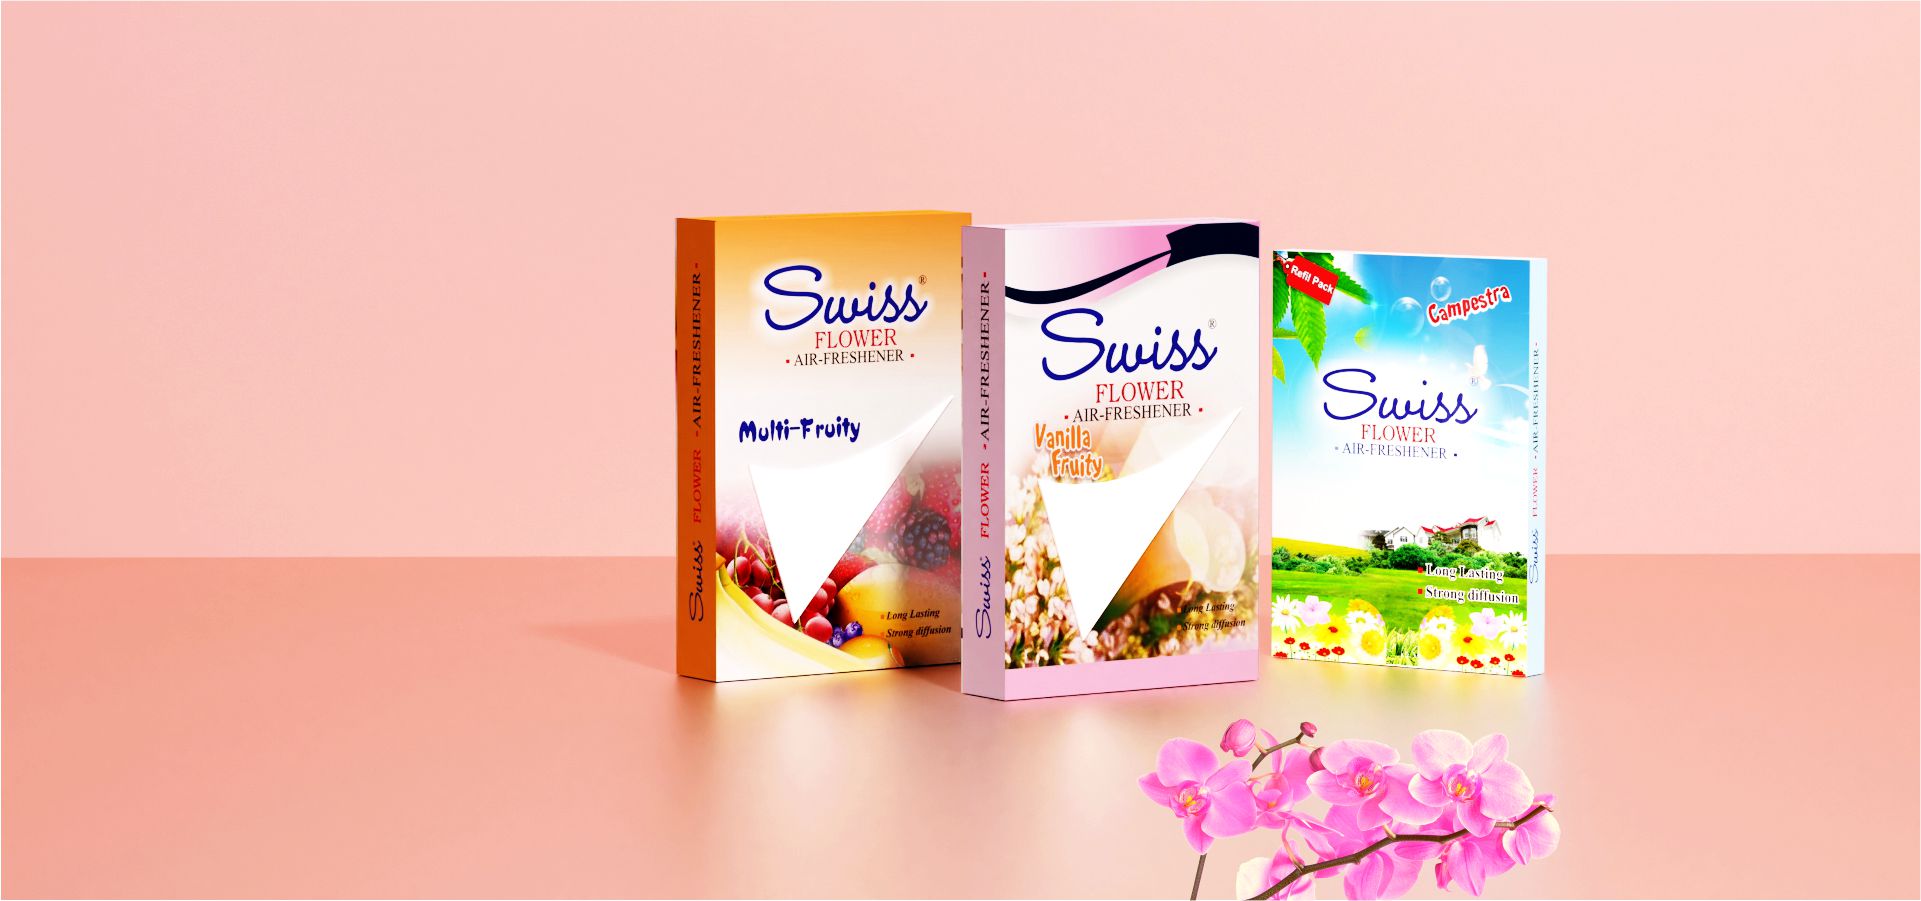 Swiss®
FLOWER
▪ AIR-FRESHENER ▪
Multi-Fruity
▪ Long Lasting
▪ Strong diffusion
Swiss FLOWER ▪ AIR-FRESHENER ▪
Swiss®
FLOWER
▪ AIR-FRESHENER ▪
Vanilla
Fruity
▪ Long Lasting
▪ Strong diffusion
Swiss FLOWER ▪ AIR-FRESHENER ▪
• Refil Pack
Campestra
Swiss®
FLOWER
▪ AIR-FRESHENER ▪
▪ Long Lasting
▪ Strong diffusion
Swiss FLOWER ▪ AIR-FRESHENER ▪